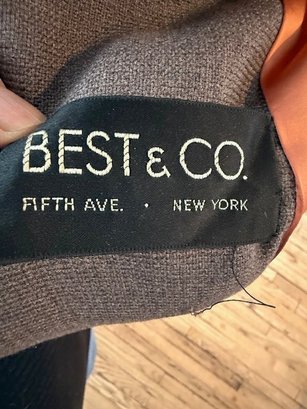 BEST & CO.
FIFTH AVE. · NEW YORK